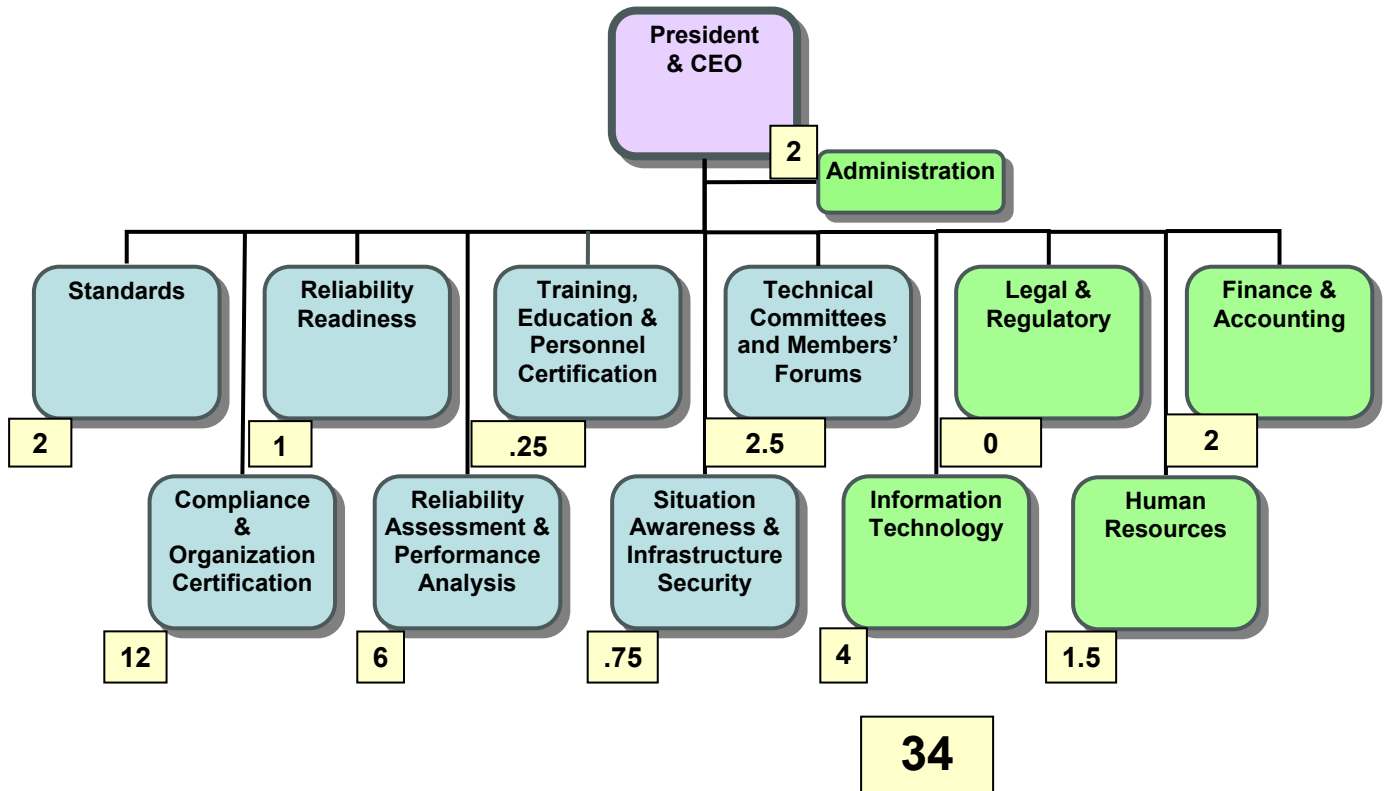 President
& CEO
2
Administration
Standards
2
Reliability
Readiness
1
Training,
Education &
Personnel
Certification
.25
Technical
Committees
and Members’
Forums
2.5
Legal &
Regulatory
0
Finance &
Accounting
2
Compliance
&
Organization
Certification
12
Reliability
Assessment &
Performance
Analysis
6
Situation
Awareness &
Infrastructure
Security
.75
Information
Technology
4
Human
Resources
1.5
34